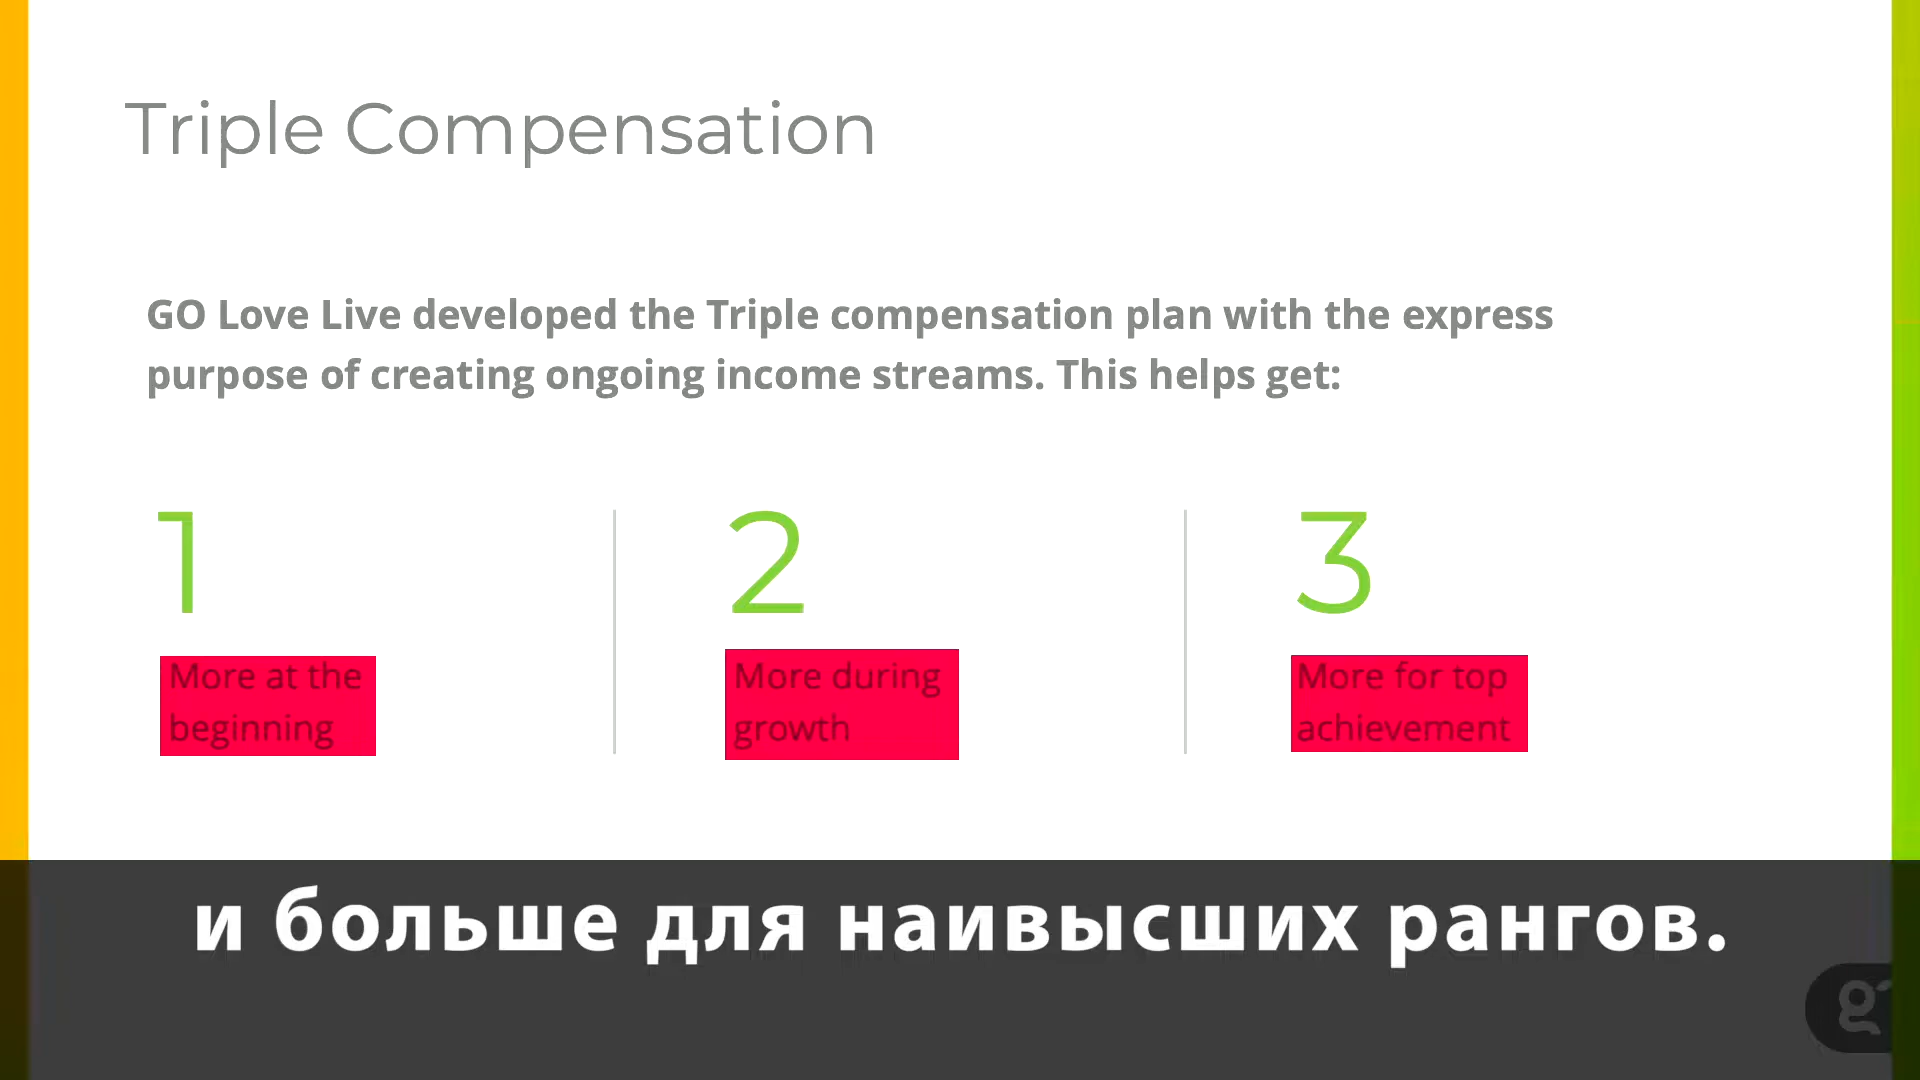 Triple Compensation
GO Love Live developed the Triple compensation plan with the express
purpose of creating ongoing income streams. This helps get:
1
2
3
More at the
beginning
More during
growth
More for top
achievement
и больше для наивысших рангов.
g